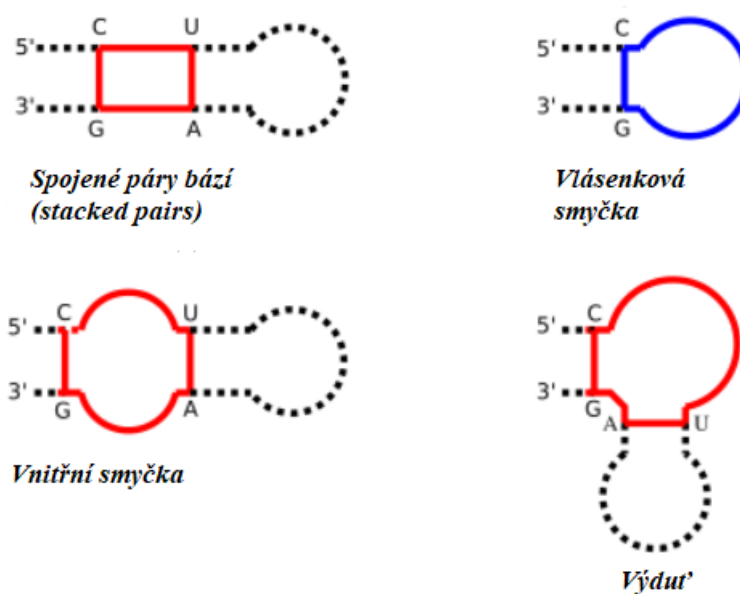 C U
5'
3'
G A
Spojené páry bází
(stacked pairs)
C
5'
3'
G
Vlásenková
smyčka
C U
5'
3'
G A
Vnitřní smyčka
C
5'
3'
G
A U
Výduť